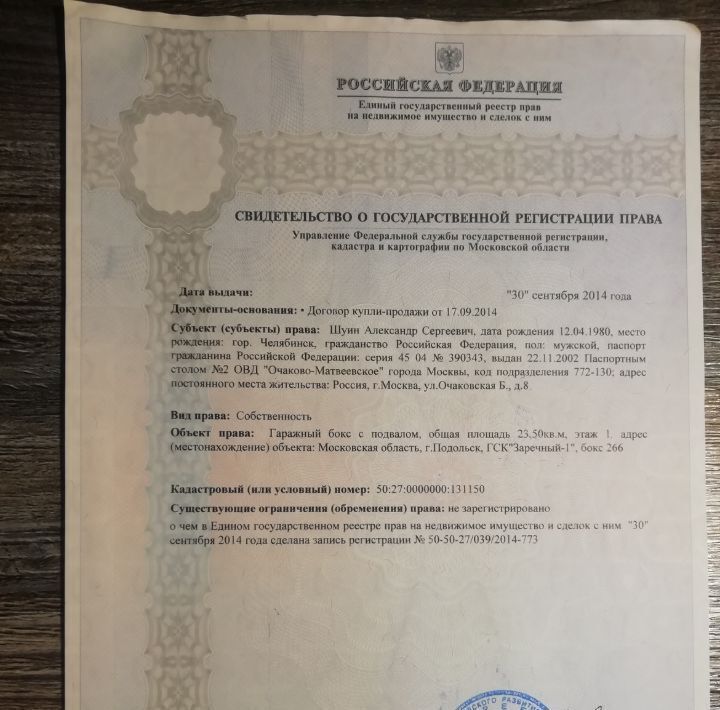 РОССИЙСКАЯ ФЕДЕРАЦИЯ
Единый государственный реестр прав
на недвижимое имущество и сделок с ним
СВИДЕТЕЛЬСТВО О ГОСУДАРСТВЕННОЙ РЕГИСТРАЦИИ ПРАВА
Управление Федеральной службы государственной регистрации,
кадастра и картографии по Московской области
Дата выдачи: "30" сентября 2014 года
Документы-основания: • Договор купли-продажи от 17.09.2014
Субъект (субъекты) права: Шуин Александр Сергеевич, дата рождения 12.04.1980, место
рождения: гор. Челябинск, гражданство Российская Федерация, пол: мужской, паспорт
гражданина Российской Федерации: серия 45 04 № 390343, выдан 22.11.2002 Паспортным
столом №2 ОВД "Очаково-Матвеевское" города Москвы, код подразделения 772-130; адрес
постоянного места жительства: Россия, г.Москва, ул.Очаковская Б., д.8
Вид права: Собственность
Объект права: Гаражный бокс с подвалом, общая площадь 23,50кв.м, этаж 1. адрес
(местонахождение) объекта: Московская область, г.Подольск, ГСК"Заречный-1", бокс 266
Кадастровый (или условный) номер: 50:27:0000000:131150
Существующие ограничения (обременения) права: не зарегистрировано
о чем в Едином государственном реестре прав на недвижимое имущество и сделок с ним "30"
сентября 2014 года сделана запись регистрации № 50-50-27/039/2014-773